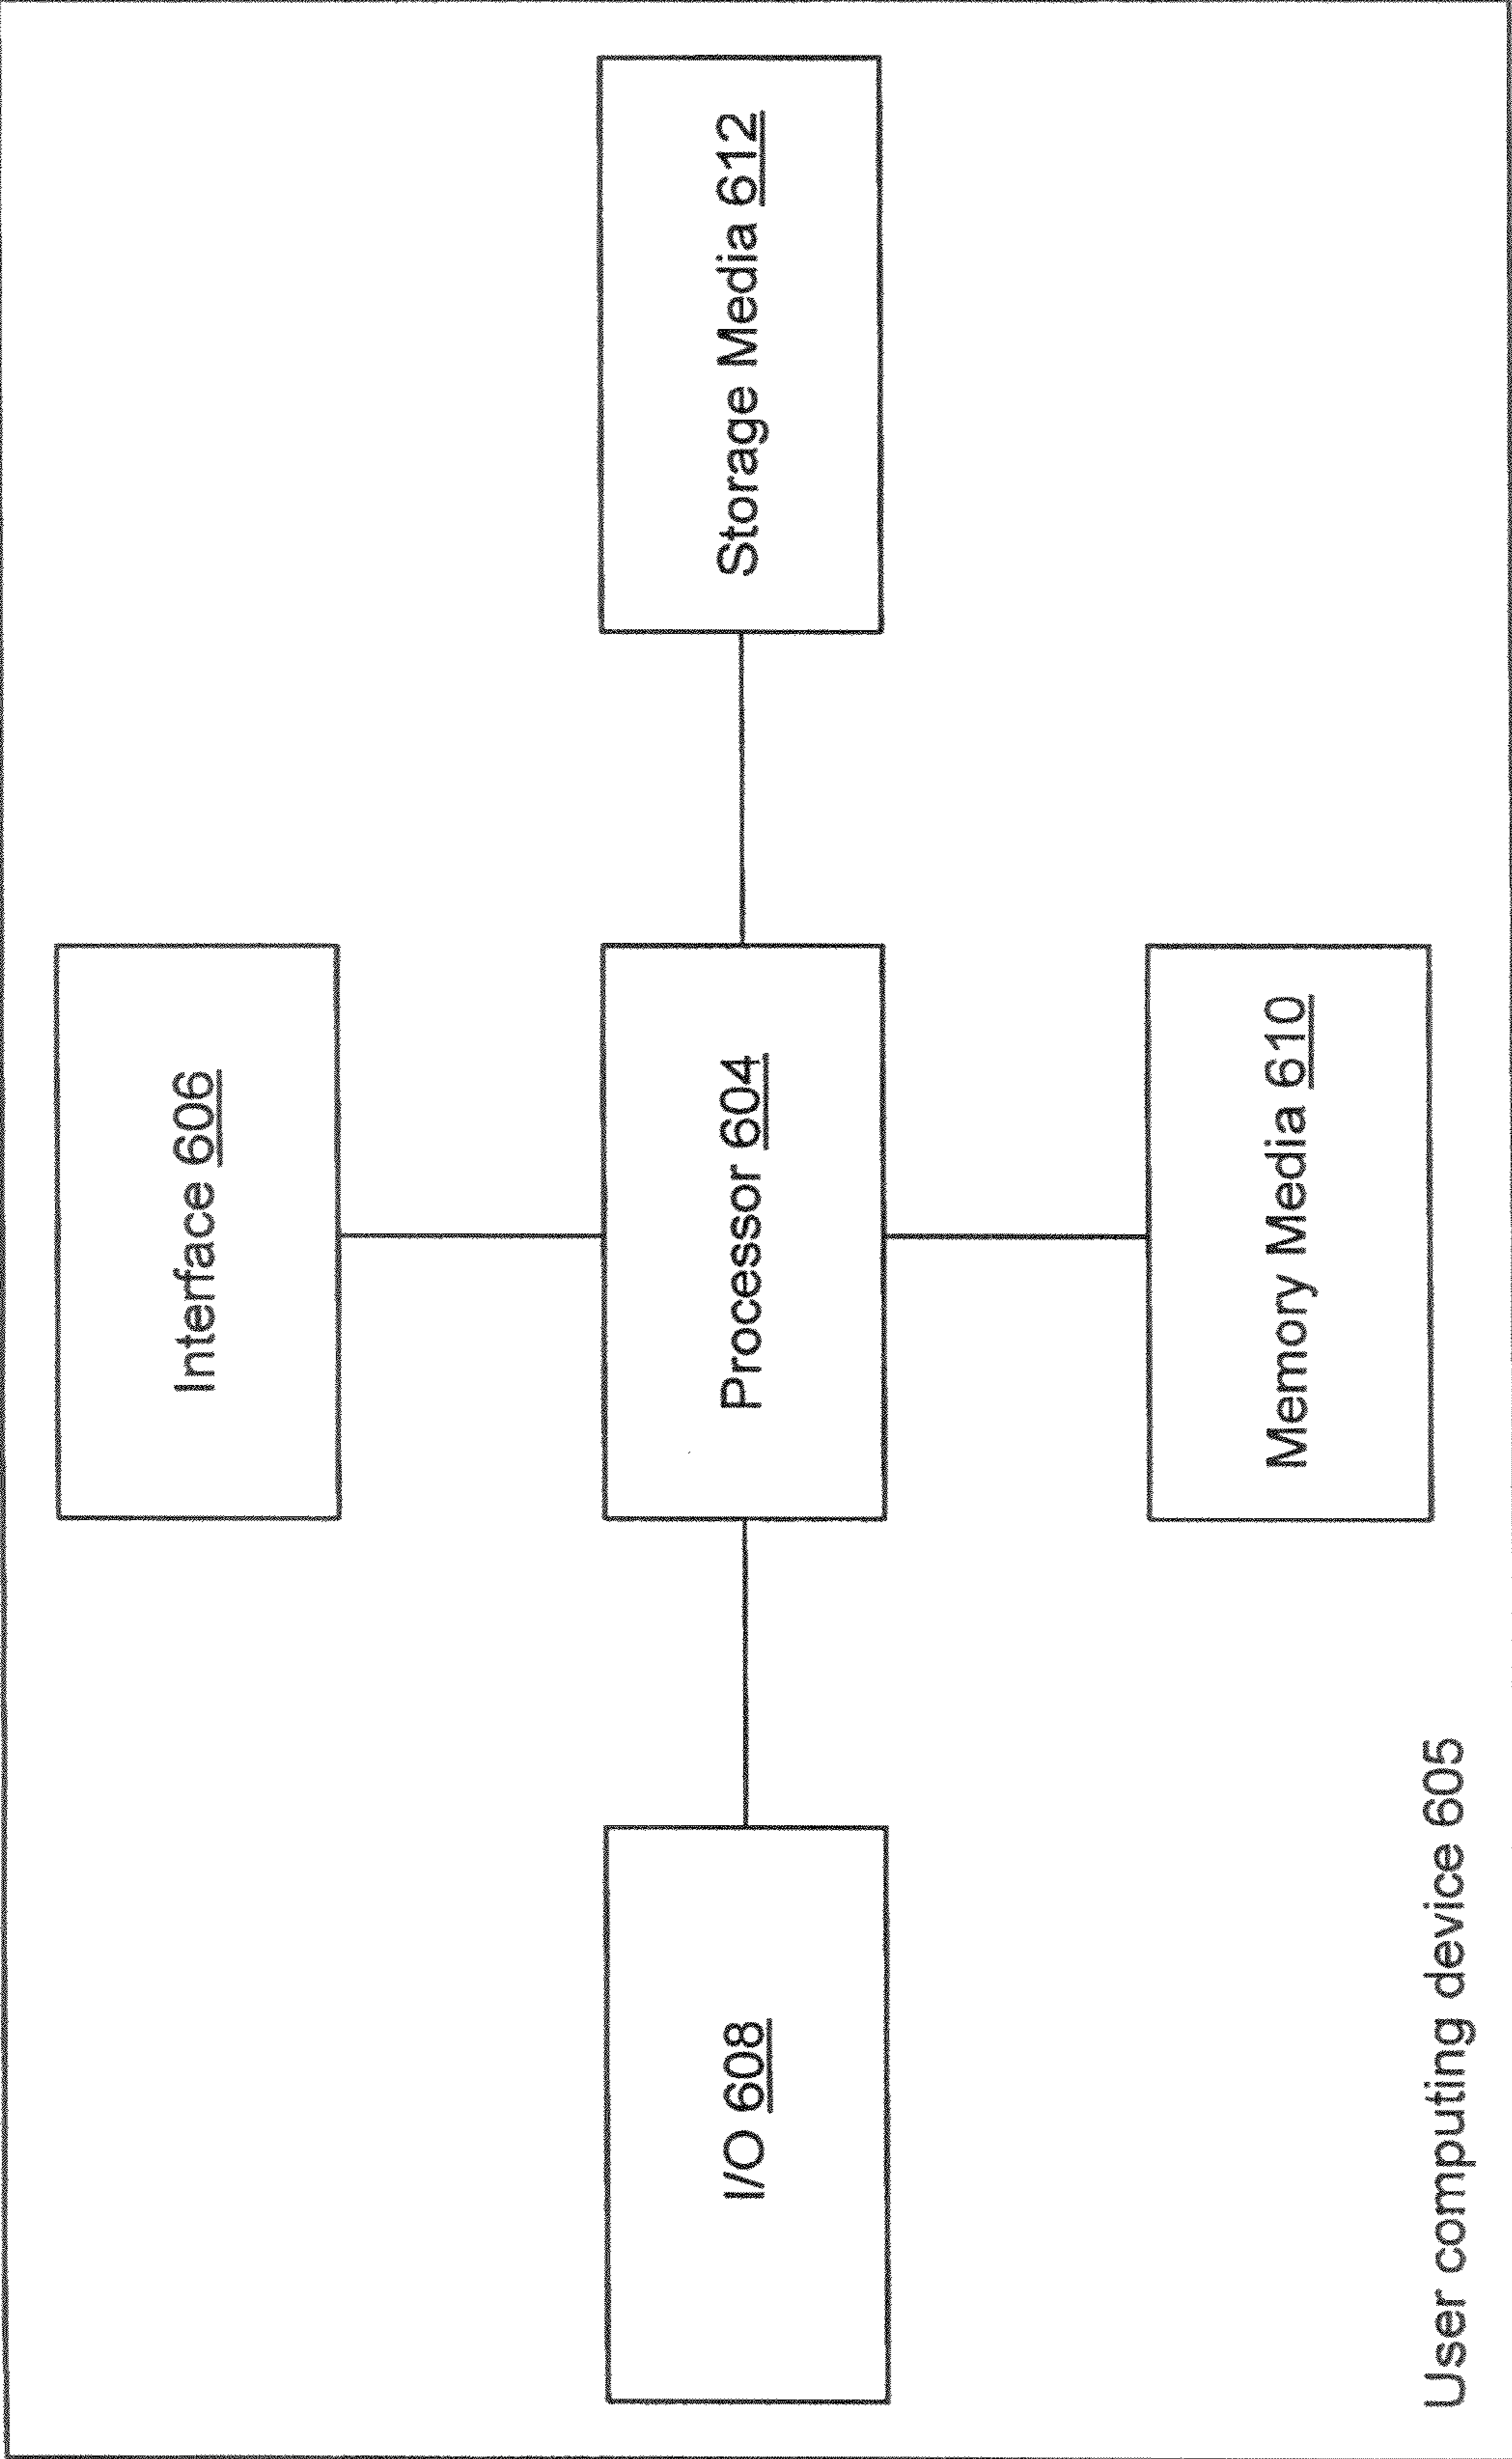 Interface 606
I/O 608
Processor 604
Storage Media 612
Memory Media 610
User computing device 605